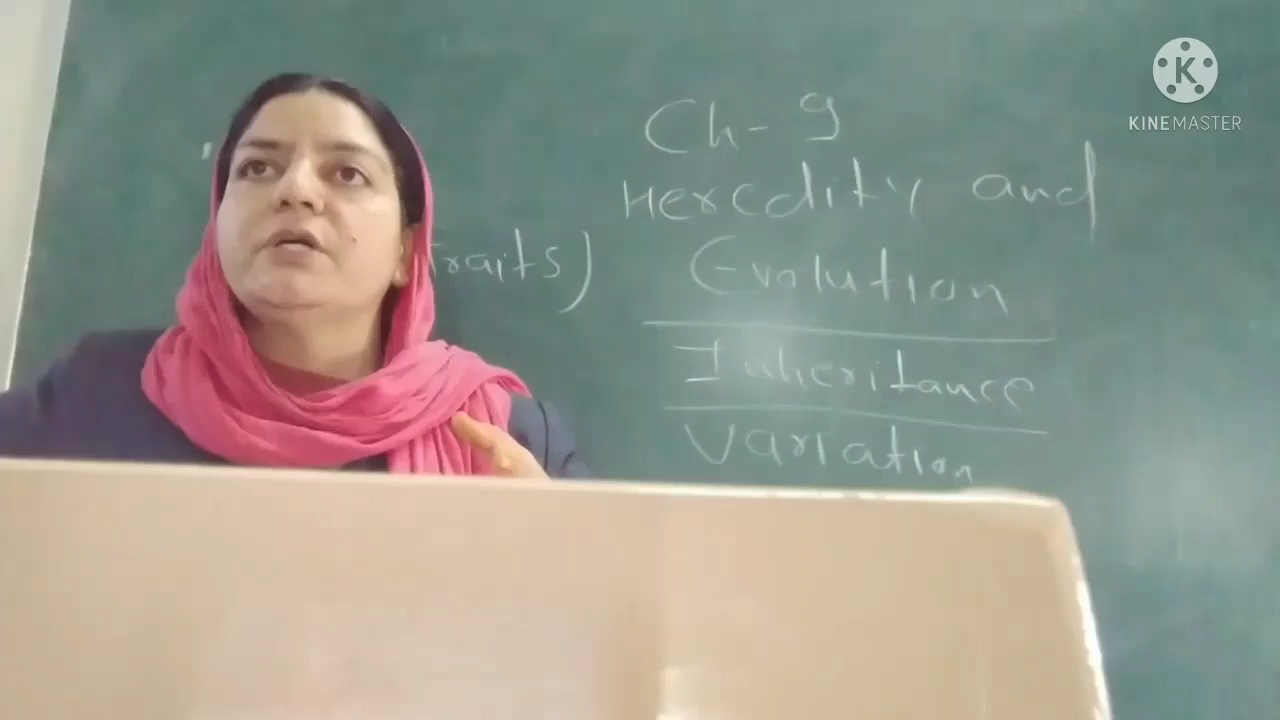 Ch-9
Heredity and
Traits)
Evolution
Inheritance
Variation
KINEMASTER